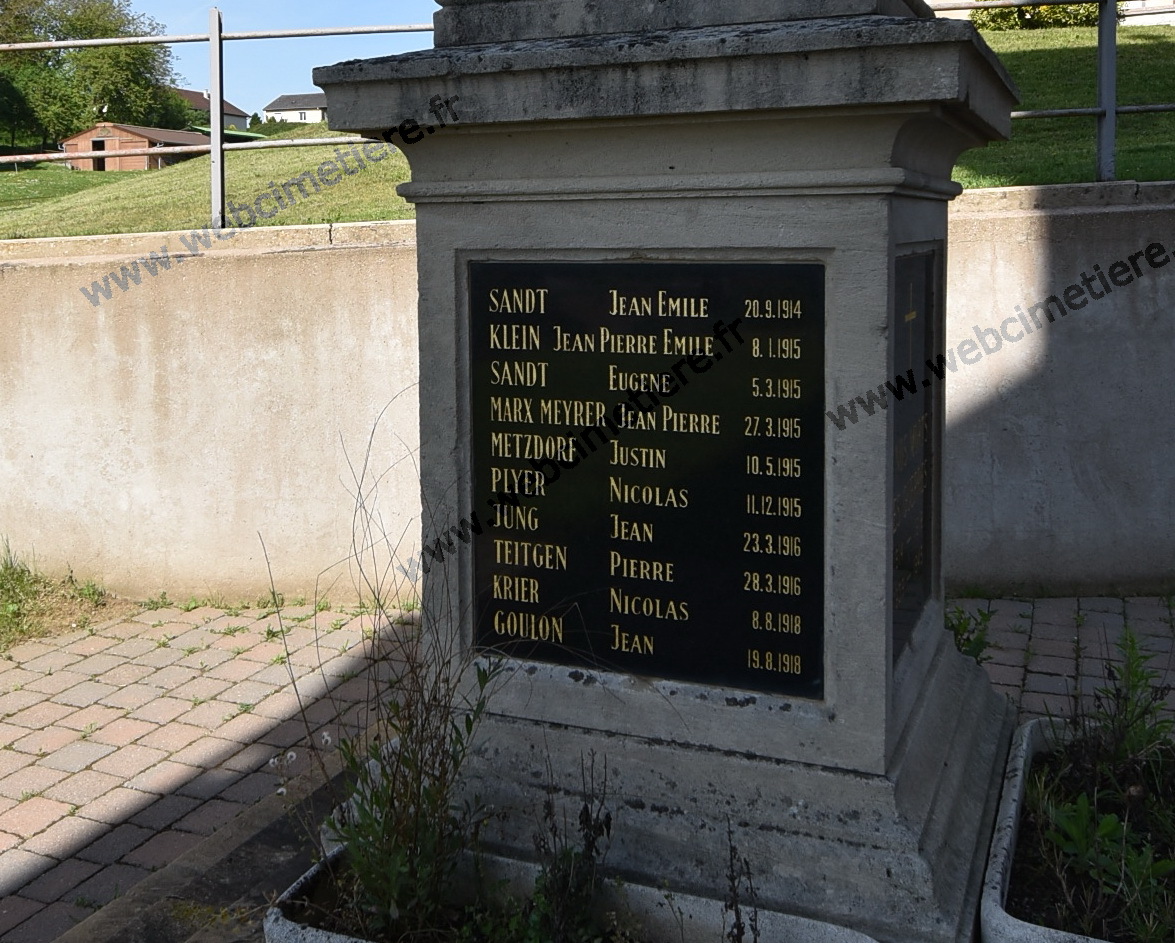 SANDT JEAN EMILE 20.9.1914
KLEIN JEAN PIERRE EMILE 8.1.1915
SANDT EUGENE 5.3.1915
MARX MEYRER JEAN PIERRE 27.3.1915
METZDORF JUSTIN 10.5.1915
PLYER NICOLAS 11.12.1915
JUNG JEAN 23.3.1916
TEITGEN PIERRE 28.3.1916
KRIER NICOLAS 8.8.1918
GOULON JEAN 19.8.1918
www.webcimetiere.fr
www.webcimetiere.fr
www.webcimetiere.